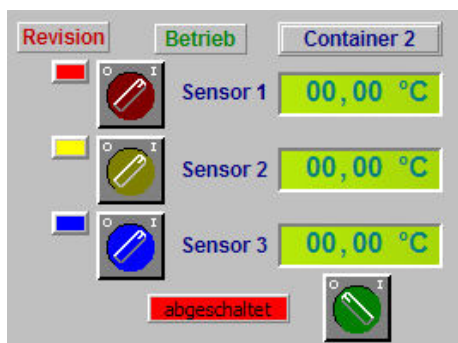 Revision Betrieb Container 2
O I Sensor 1 00,00 °C
O I Sensor 2 00,00 °C
O I Sensor 3 00,00 °C
abgeschaltet O I